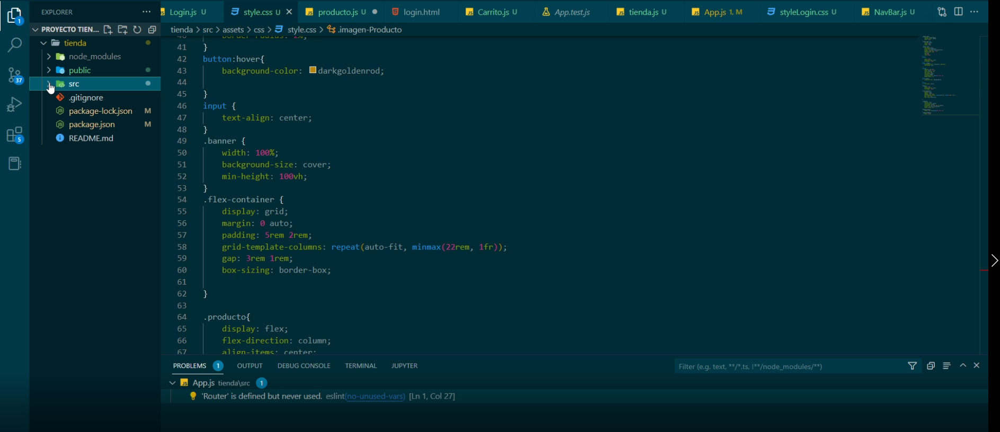 EXPLORER
Login.js U
style.css U
producto.js U
login.html
Carrito.js U
App.test.js
tienda.js U
App.js 1, M
styleLogin.css U
NavBar.js U
1
PROYECTO TIEN...
tienda > src > assets > css > style.css > .imagen-Producto
tienda
node_modules
public
src
.gitignore
package-lock.json M
package.json M
README.md
37
5
40 border-radius: 2%;
41 }
42 button:hover{
43 background-color: darkgoldenrod;
44
45 }
46 input {
47 text-align: center;
48 }
49 .banner {
50 width: 100%;
51 background-size: cover;
52 min-height: 100vh;
53 }
54 .flex-container {
55 display: grid;
56 margin: 0 auto;
57 padding: 5rem 2rem;
58 grid-template-columns: repeat(auto-fit, minmax(22rem, 1fr));
59 gap: 3rem 1rem;
60 box-sizing: border-box;
61
62 }
63
64 .producto{
65 display: flex;
66 flex-direction: column;
67 align-items: center;
PROBLEMS 1 OUTPUT DEBUG CONSOLE TERMINAL JUPYTER
Filter (e.g. text, **/*.ts, !**/node_modules/**)
App.js tienda\src 1
'Router' is defined but never used. eslint(no-unused-vars) [Ln 1, Col 27]